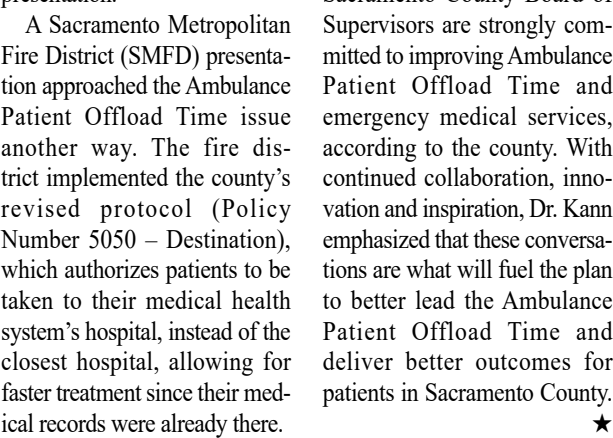 presentation.
A Sacramento Metropolitan
Fire District (SMFD) presenta-
tion approached the Ambulance
Patient Offload Time issue
another way. The fire dis-
trict implemented the county’s
revised protocol (Policy
Number 5050 – Destination),
which authorizes patients to be
taken to their medical health
system’s hospital, instead of the
closest hospital, allowing for
faster treatment since their med-
ical records were already there.
Sacramento County Board of
Supervisors are strongly com-
mitted to improving Ambulance
Patient Offload Time and
emergency medical services,
according to the county. With
continued collaboration, inno-
vation and inspiration, Dr. Kann
emphasized that these conversa-
tions are what will fuel the plan
to better lead the Ambulance
Patient Offload Time and
deliver better outcomes for
patients in Sacramento County.
★